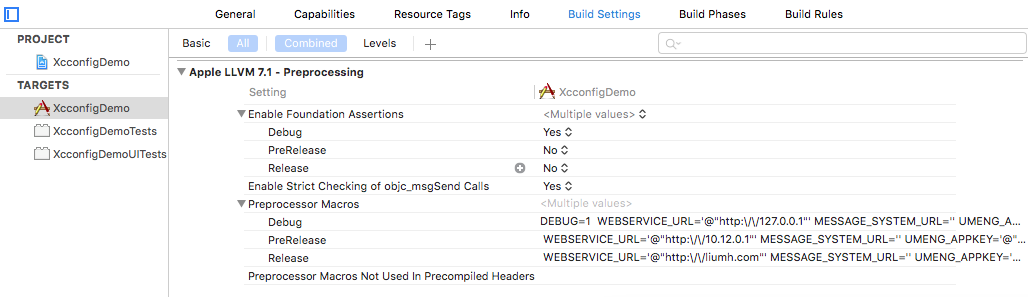 General Capabilities Resource Tags Info Build Settings Build Phases Build Rules
PROJECT
XcconfigDemo
TARGETS
XcconfigDemo
XcconfigDemoTests
XcconfigDemoUITests
Basic All Combined Levels +
Apple LLVM 7.1 - Preprocessing
Setting XcconfigDemo
Enable Foundation Assertions <Multiple values>
Debug Yes
PreRelease No
Release No
Enable Strict Checking of objc_msgSend Calls Yes
Preprocessor Macros <Multiple values>
Debug DEBUG=1 WEBSERVICE_URL='@"http:\/\/127.0.0.1"' MESSAGE_SYSTEM_URL='' UMENG_A...
PreRelease WEBSERVICE_URL='@"http:\/\/10.12.0.1"' MESSAGE_SYSTEM_URL='' UMENG_APPKEY='@"...
Release WEBSERVICE_URL='@"http:\/\/liumh.com"' MESSAGE_SYSTEM_URL='' UMENG_APPKEY='...
Preprocessor Macros Not Used In Precompiled Headers